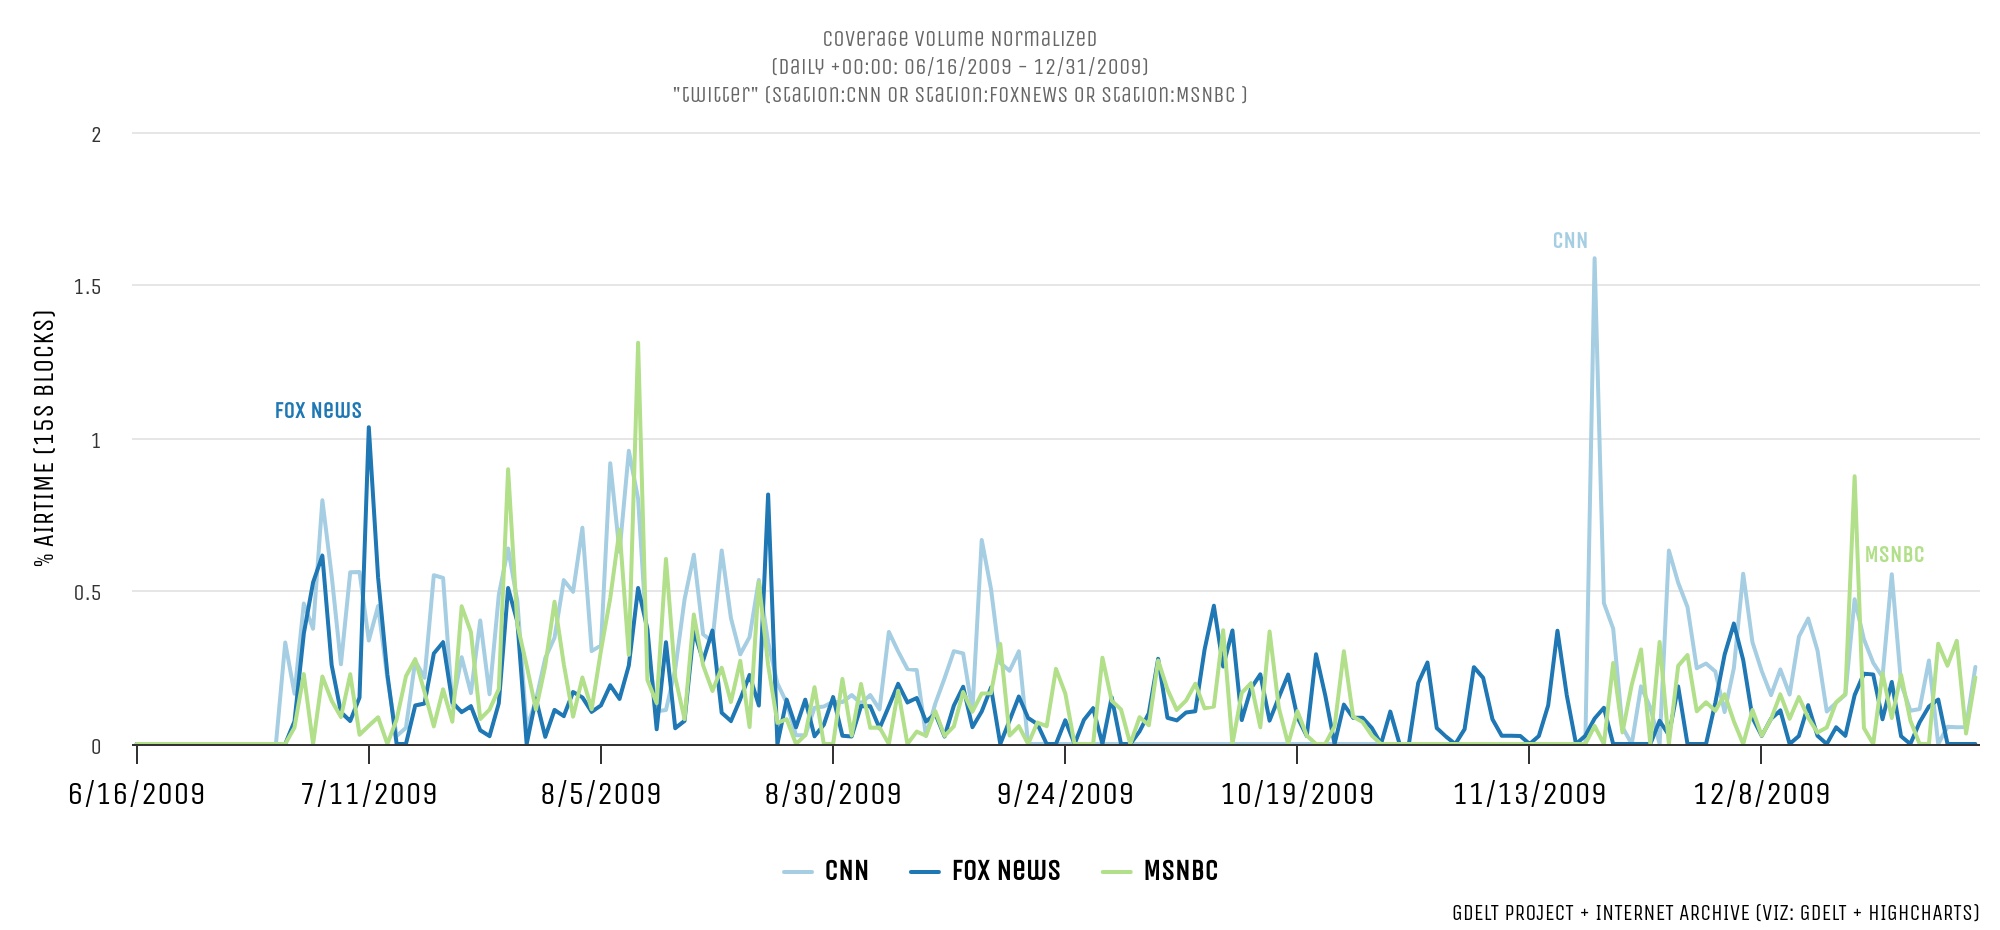 Coverage Volume Normalized
(Daily +00:00: 06/16/2009 - 12/31/2009)
"twitter" (Station:CNN OR Station:FOXNEWS OR Station:MSNBC )
2
1.5
1
0.5
0
% AIRTIME (15S BLOCKS)
CNN
FOX News
MSNBC
6/16/2009
7/11/2009
8/5/2009
8/30/2009
9/24/2009
10/19/2009
11/13/2009
12/8/2009
CNN
FOX News
MSNBC
GDELT PROJECT + INTERNET ARCHIVE (VIZ: GDELT + HIGHCHARTS)